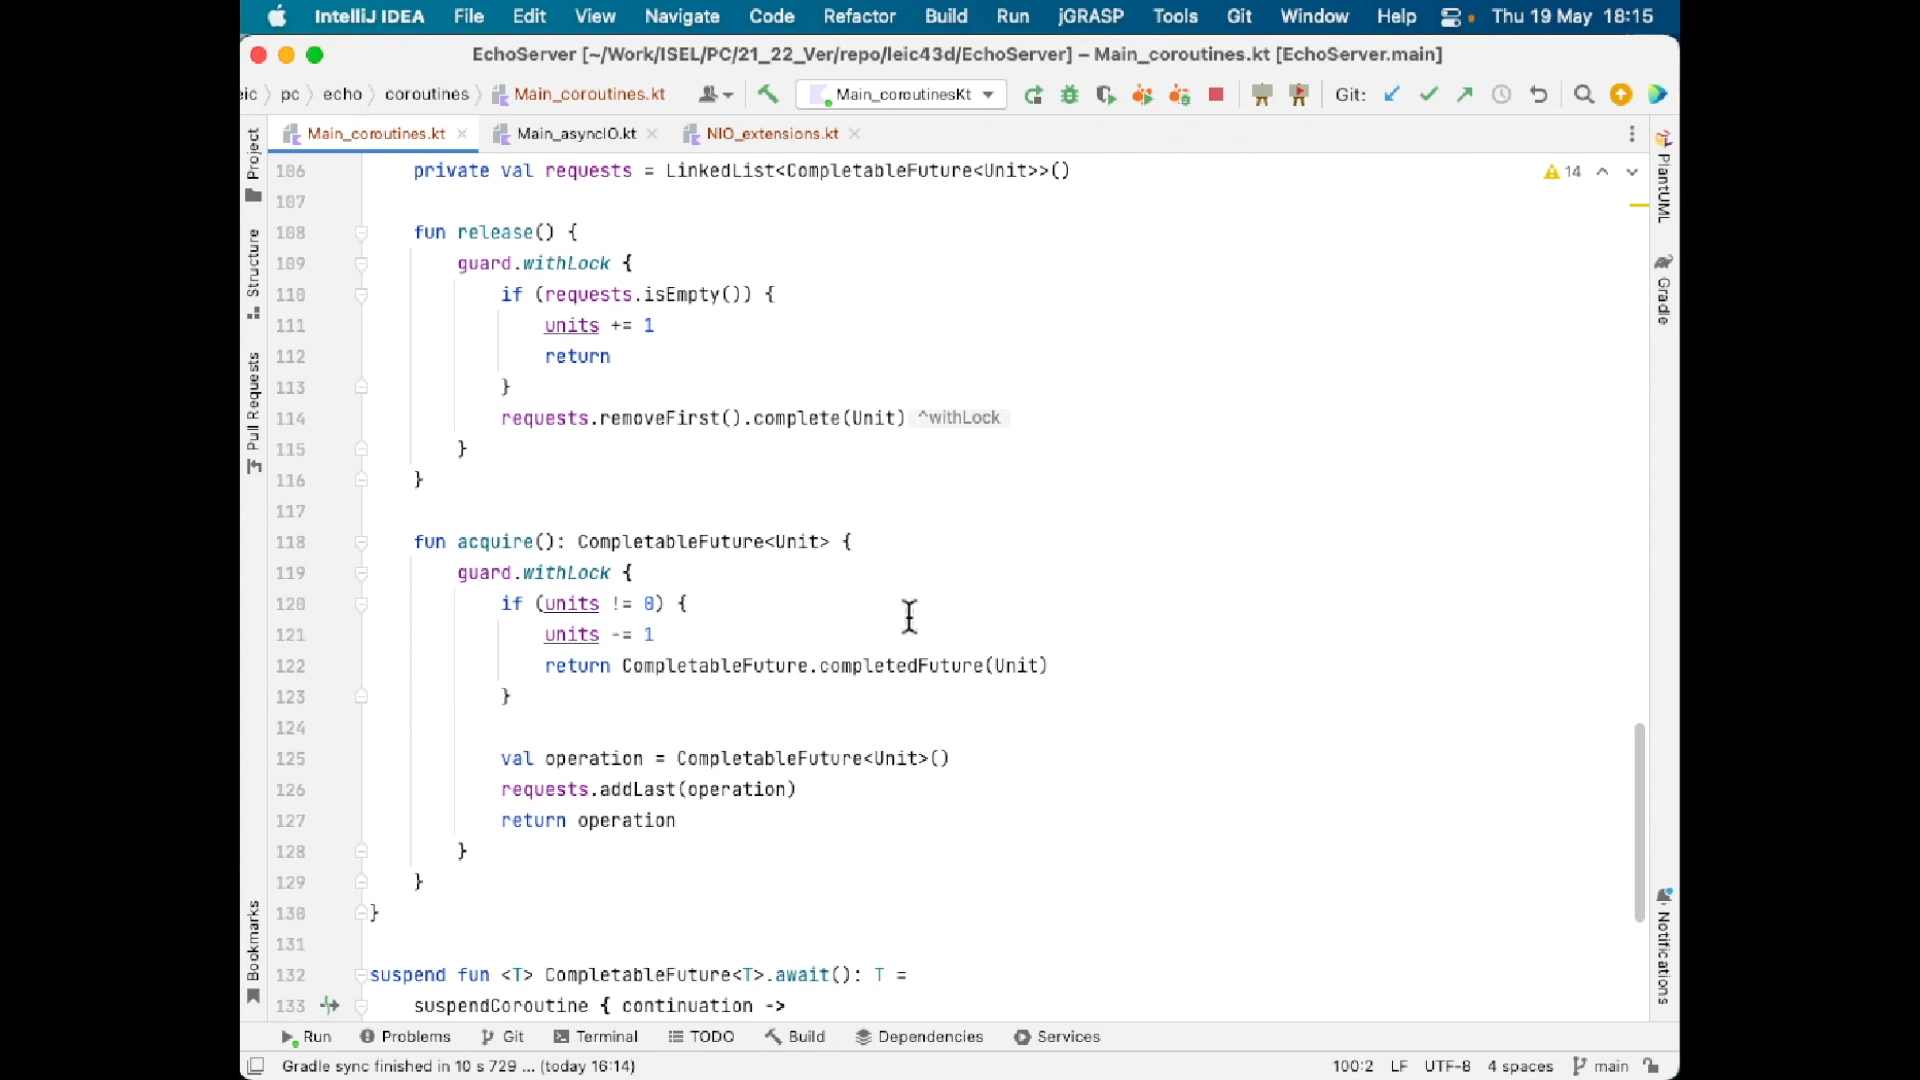 IntelliJ IDEA File Edit View Navigate Code Refactor Build Run jGRASP Tools Git Window Help Thu 19 May 18:15
EchoServer [~/Work/ISEL/PC/21_22_Ver/repo/leic43d/EchoServer] – Main_coroutines.kt [EchoServer.main]
eic pc echo coroutines Main_coroutines.kt Main_coroutinesKt Git:
Main_coroutines.kt Main_asyncIO.kt NIO_extensions.kt
Project
Structure
Pull Requests
Bookmarks
106 private val requests = LinkedList<CompletableFuture<Unit>>() 14
107
108 fun release() {
109 guard.withLock {
110 if (requests.isEmpty()) {
111 units += 1
112 return
113 }
114 requests.removeFirst().complete(Unit) ^withLock
115 }
116 }
117
118 fun acquire(): CompletableFuture<Unit> {
119 guard.withLock {
120 if (units != 0) {
121 units -= 1
122 return CompletableFuture.completedFuture(Unit)
123 }
124
125 val operation = CompletableFuture<Unit>()
126 requests.addLast(operation)
127 return operation
128 }
129 }
130 }
131
132 suspend fun <T> CompletableFuture<T>.await(): T =
133 suspendCoroutine { continuation ->
PlantUML
Gradle
Notifications
Run Problems Git Terminal TODO Build Dependencies Services
Gradle sync finished in 10 s 729 ... (today 16:14) 100:2 LF UTF-8 4 spaces main